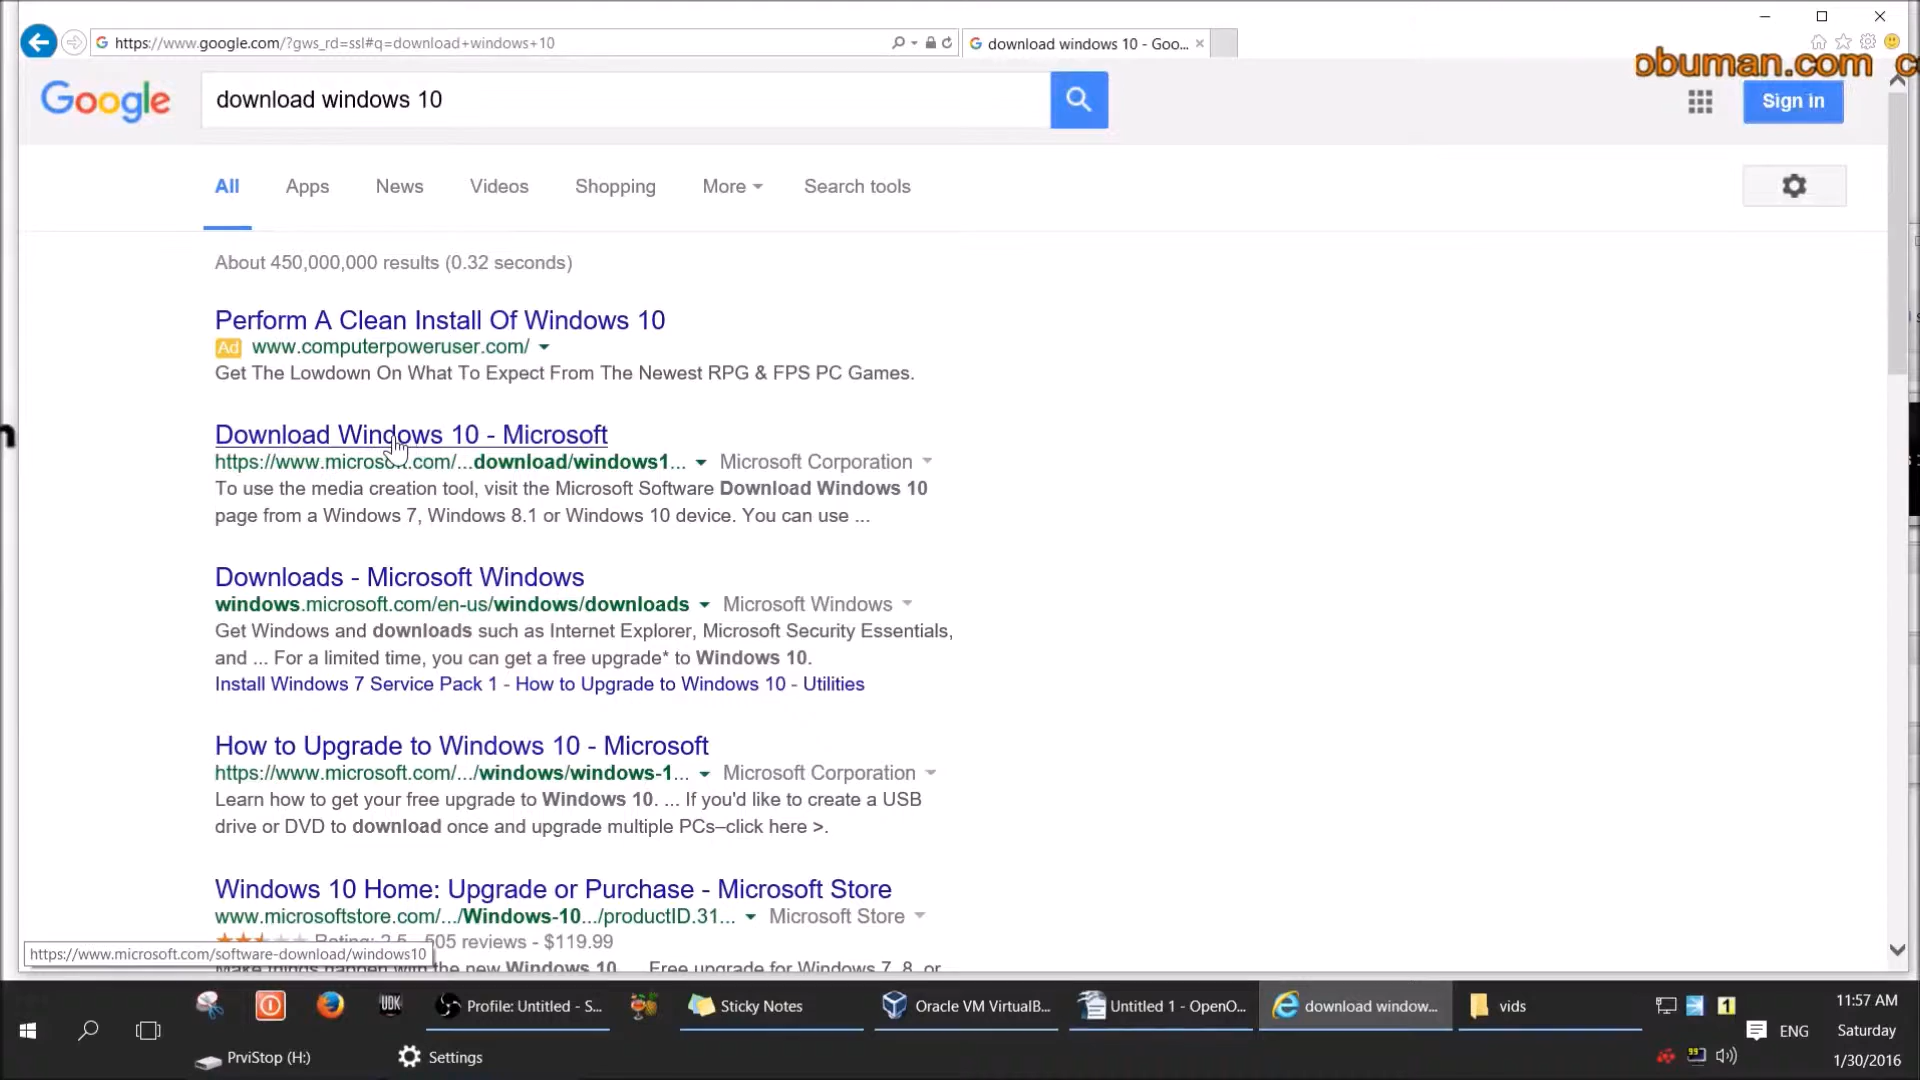 https://www.google.com/?gws_rd=ssl#q=download+windows+10
download windows 10 - Goo...
obuman.com c
Google
download windows 10
Sign in
All Apps News Videos Shopping More Search tools
About 450,000,000 results (0.32 seconds)
Perform A Clean Install Of Windows 10
Ad www.computerpoweruser.com/
Get The Lowdown On What To Expect From The Newest RPG & FPS PC Games.
n
Download Windows 10 - Microsoft
https://www.microsoft.com/...download/windows1... Microsoft Corporation
To use the media creation tool, visit the Microsoft Software Download Windows 10
page from a Windows 7, Windows 8.1 or Windows 10 device. You can use ...
Downloads - Microsoft Windows
windows.microsoft.com/en-us/windows/downloads Microsoft Windows
Get Windows and downloads such as Internet Explorer, Microsoft Security Essentials,
and ... For a limited time, you can get a free upgrade* to Windows 10.
Install Windows 7 Service Pack 1 - How to Upgrade to Windows 10 - Utilities
How to Upgrade to Windows 10 - Microsoft
https://www.microsoft.com/.../windows/windows-1... Microsoft Corporation
Learn how to get your free upgrade to Windows 10. ... If you'd like to create a USB
drive or DVD to download once and upgrade multiple PCs–click here >.
Windows 10 Home: Upgrade or Purchase - Microsoft Store
www.microsoftstore.com/.../Windows-10.../productID.31... Microsoft Store
Rating: 2.5 505 reviews - $119.99
https://www.microsoft.com/software-download/windows10
the new Windows 10. Free upgrade for Windows 7, 8, or
UDK
Profile: Untitled - S...
Sticky Notes
Oracle VM VirtualB...
Untitled 1 - OpenO...
download window...
vids
1
11:57 AM
ENG
Saturday
PrviStop (H:)
Settings
99
1/30/2016